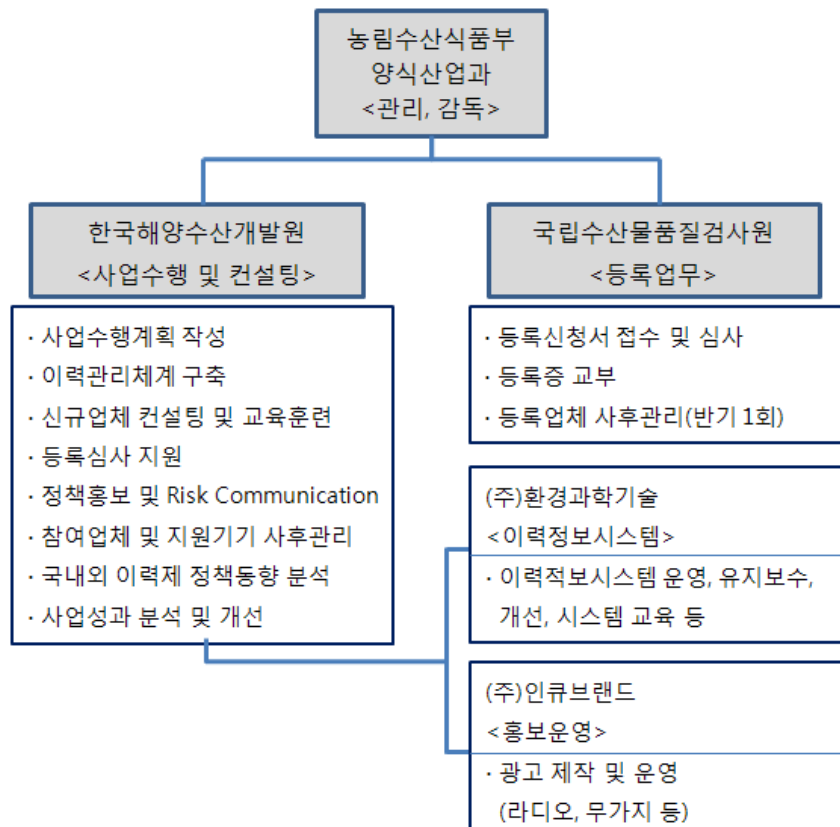 농림수산식품부
양식산업과
<관리, 감독>
한국해양수산개발원
<사업수행 및 컨설팅>
· 사업수행계획 작성
· 이력관리체계 구축
· 신규업체 컨설팅 및 교육훈련
· 등록심사 지원
· 정책홍보 및 Risk Communication
· 참여업체 및 지원기기 사후관리
· 국내외 이력제 정책동향 분석
· 사업성과 분석 및 개선
국립수산물품질검사원
<등록업무>
· 등록신청서 접수 및 심사
· 등록증 교부
· 등록업체 사후관리(반기 1회)
(주)환경과학기술
<이력정보시스템>
· 이력적보시스템 운영, 유지보수,
개선, 시스템 교육 등
(주)인큐브랜드
<홍보운영>
· 광고 제작 및 운영
(라디오, 무가지 등)